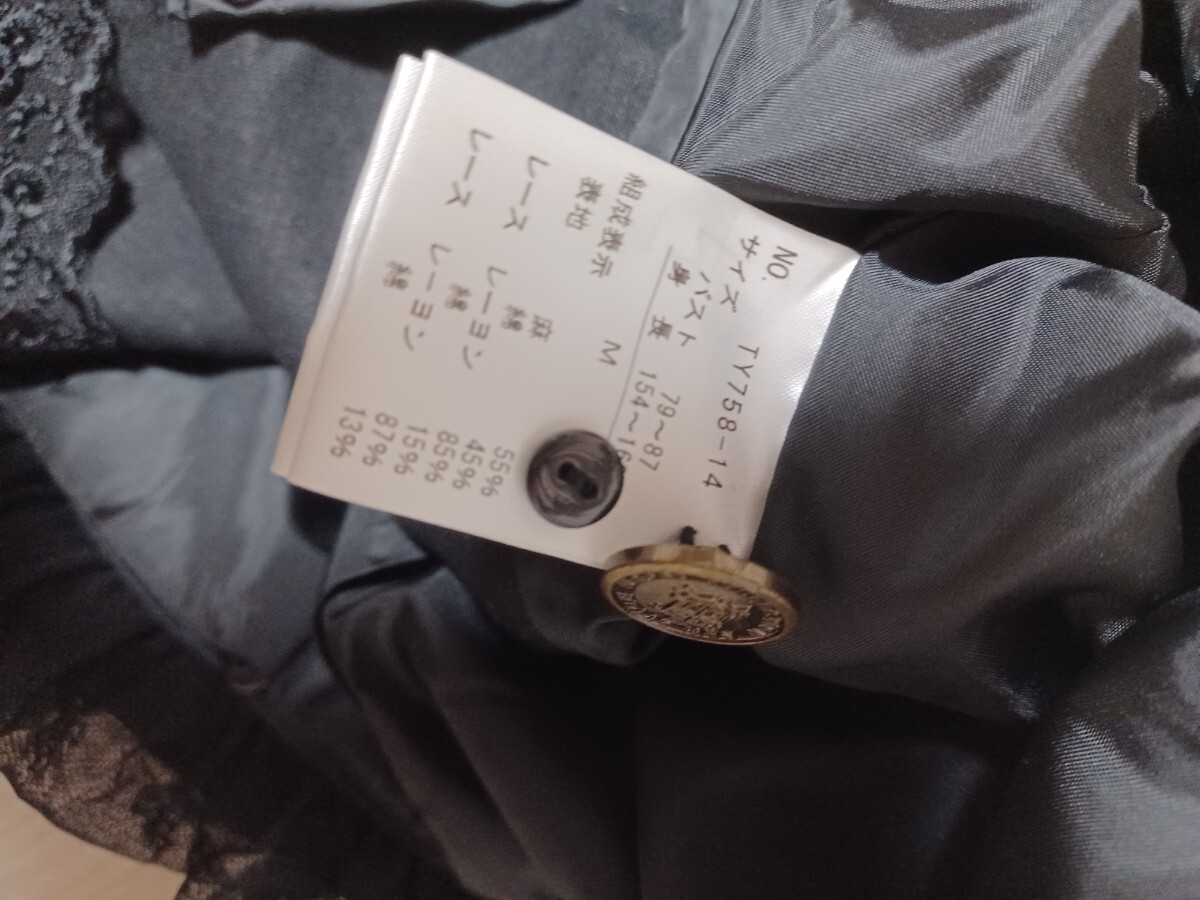 NO. TY758-14
サイズ
バスト 79~87
身長 154~16
M
組成表示
表地 麻 55%
綿 45%
レース レーヨン 85%
綿 15%
レース レーヨン 87%
綿 13%